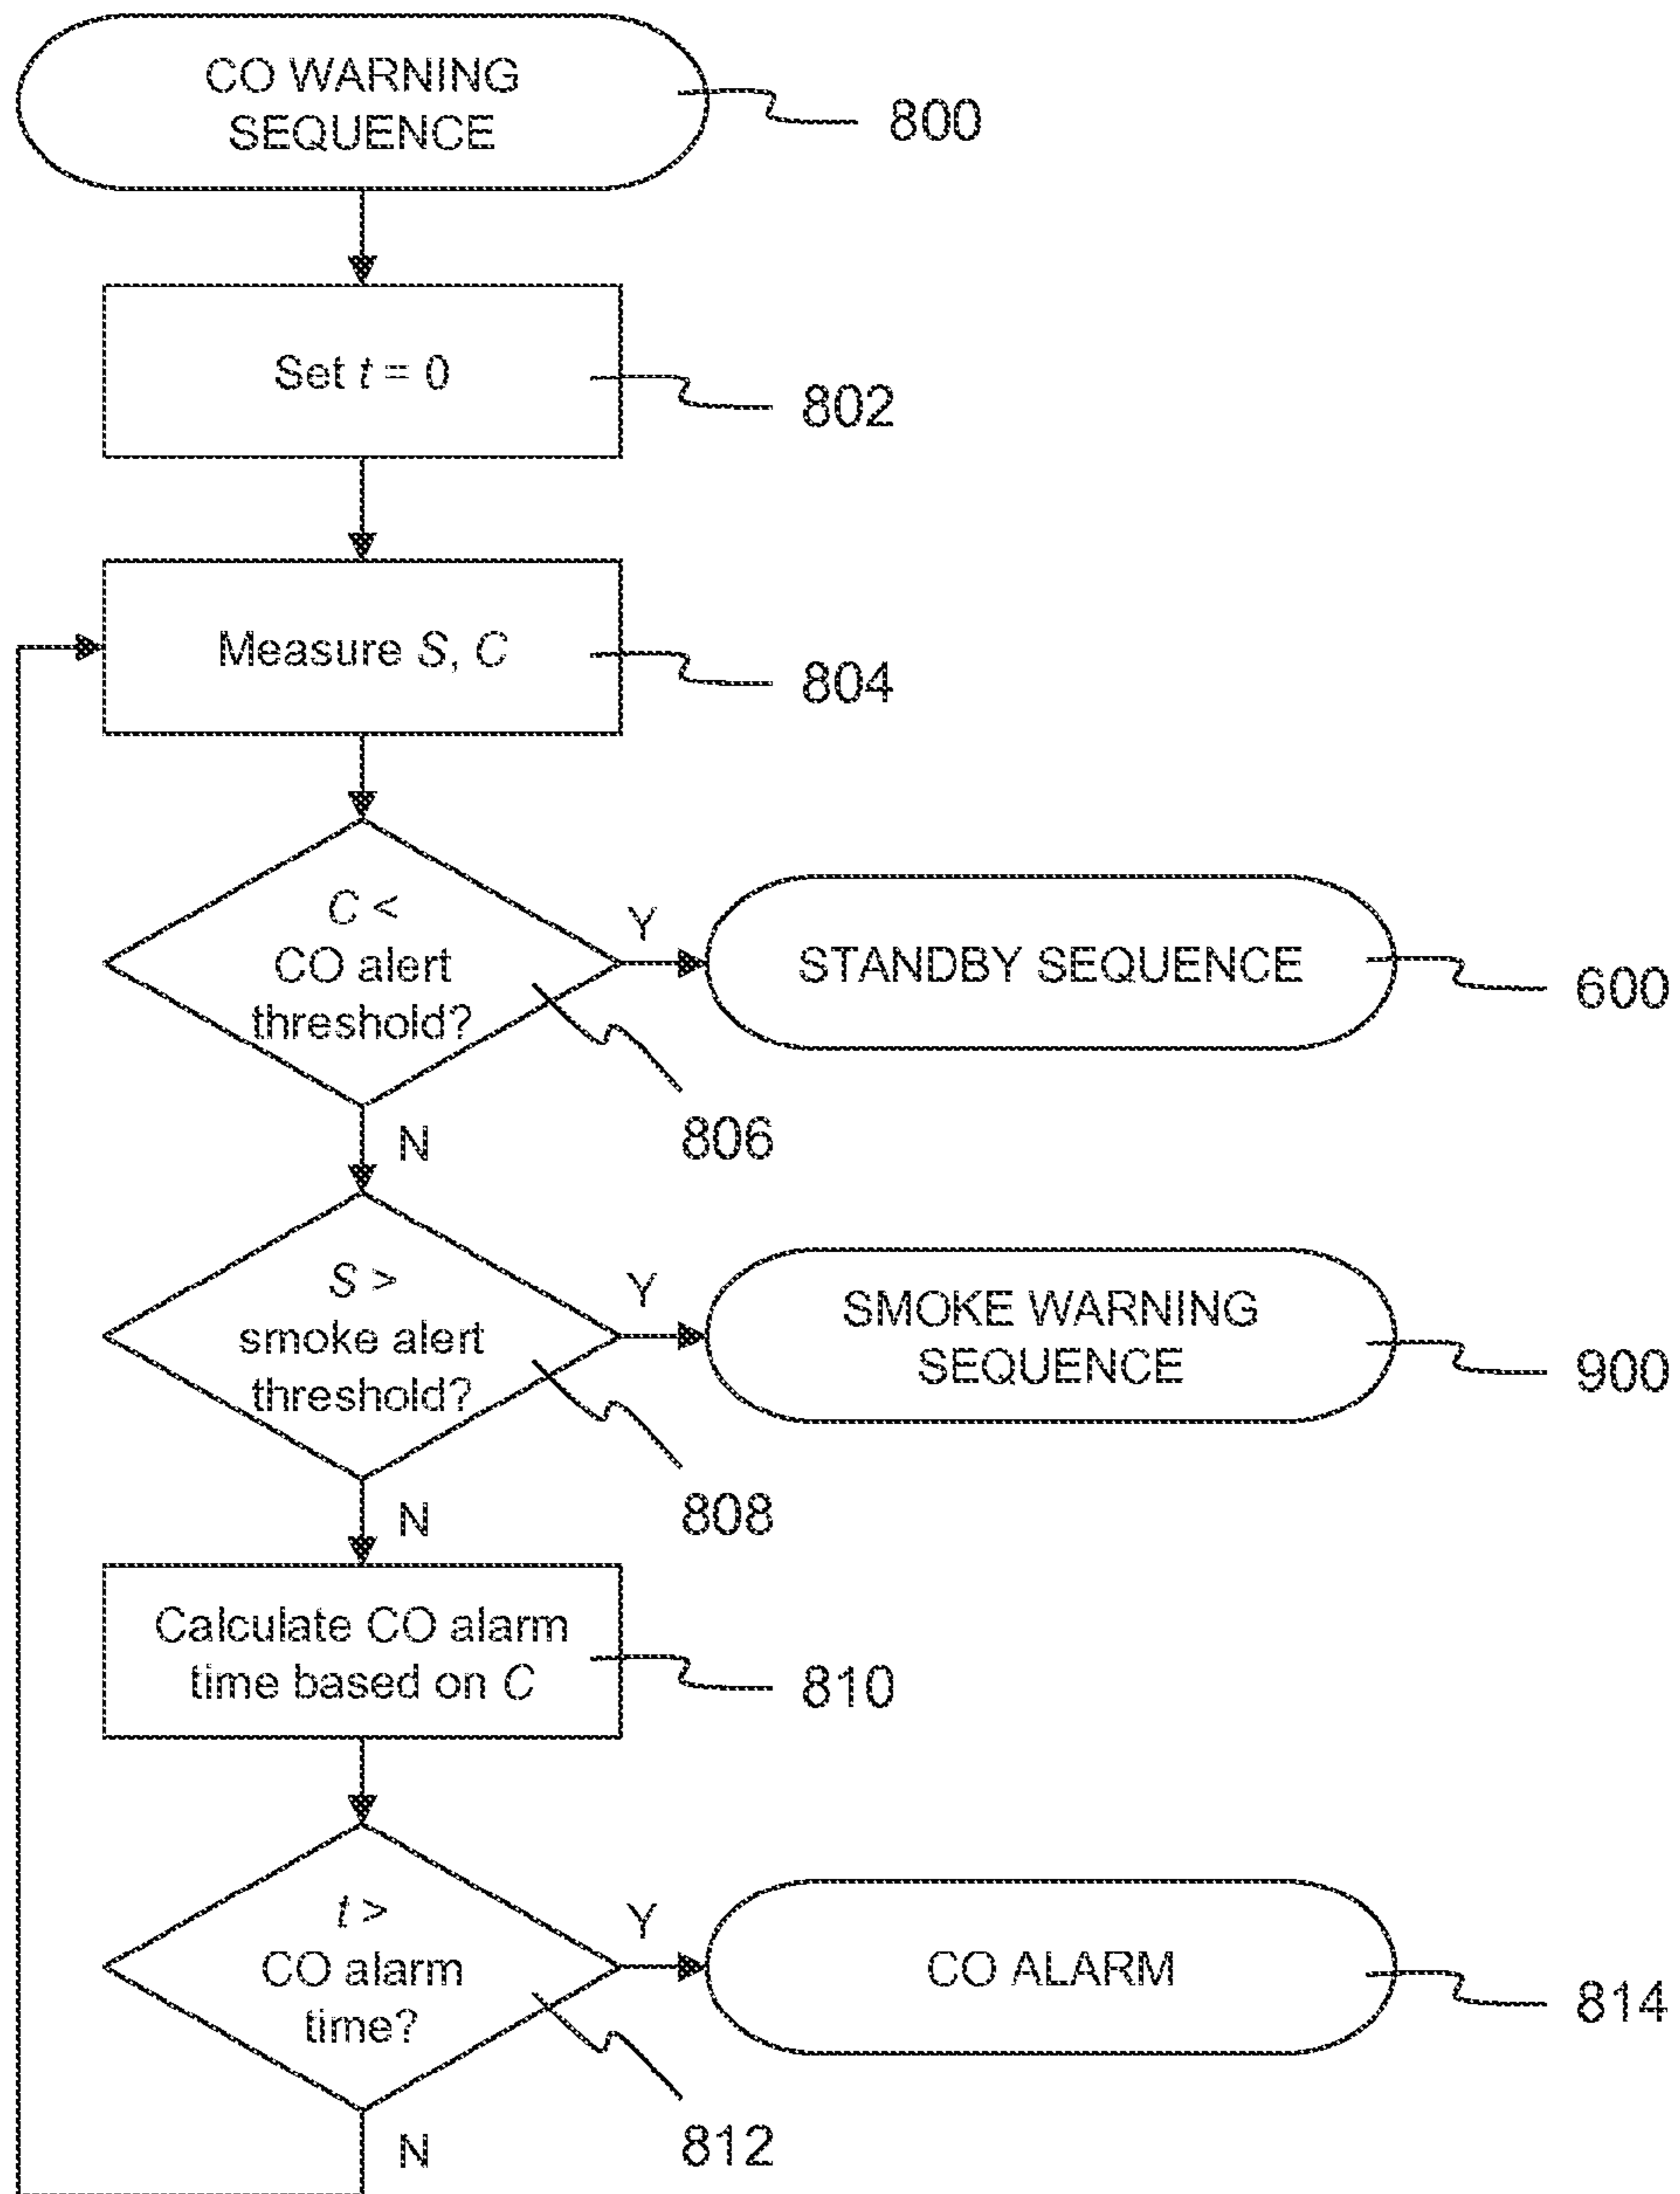 CO WARNING
SEQUENCE
800
Set t = 0
802
Measure S, C
804
C <
CO alert
threshold?
Y
STANDBY SEQUENCE
600
806
N
S >
smoke alert
threshold?
Y
SMOKE WARNING
SEQUENCE
900
808
N
Calculate CO alarm
time based on C
810
t >
CO alarm
time?
Y
CO ALARM
814
812
N